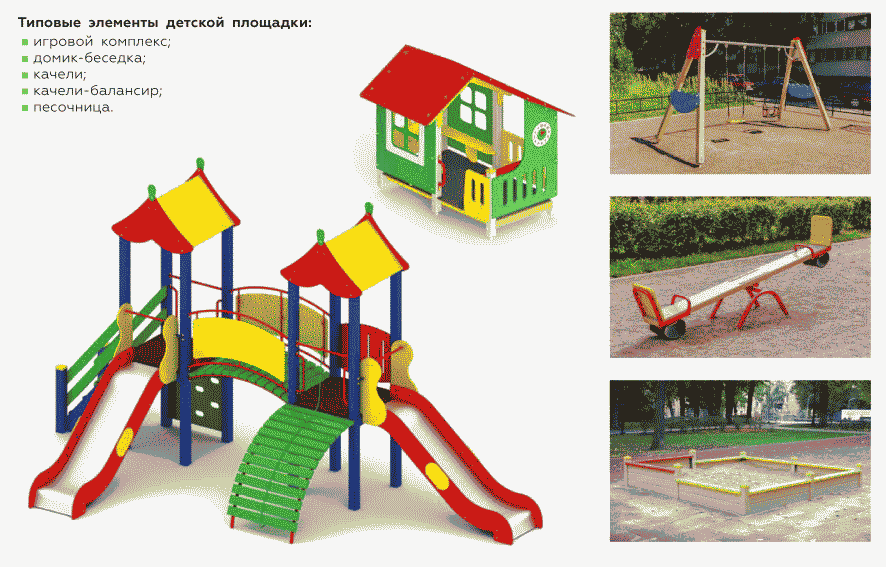 Типовые элементы детской площадки:
игровой комплекс;
домик-беседка;
качели;
качели-балансир;
песочница.